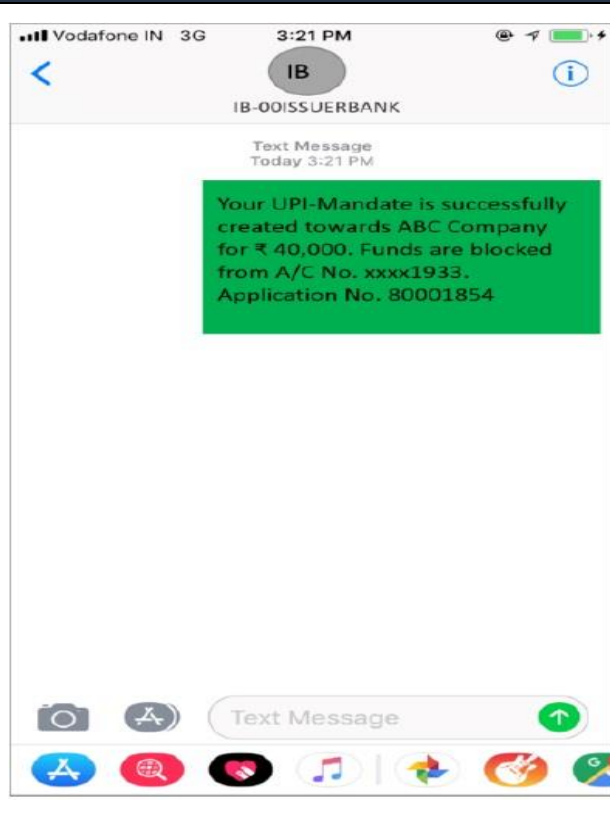 Vodafone IN 3G 3:21 PM
IB
IB-00ISSUERBANK
Text Message
Today 3:21 PM
Your UPI-Mandate is successfully
created towards ABC Company
for ₹ 40,000. Funds are blocked
from A/C No. xxxx1933.
Application No. 80001854
Text Message
G